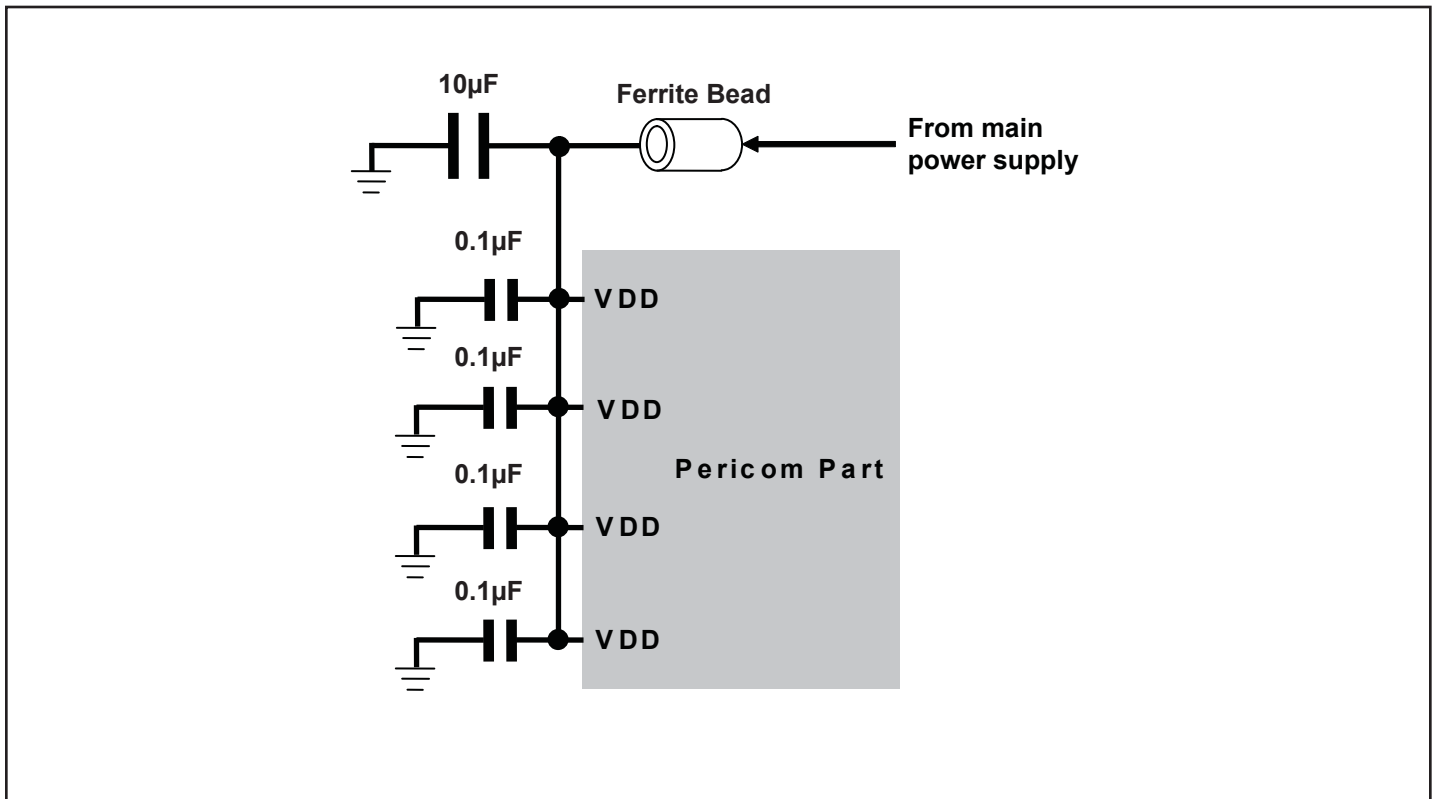 10µF
Ferrite Bead
From main
power supply
0.1µF
VDD
0.1µF
VDD
Pericom Part
0.1µF
VDD
0.1µF
VDD